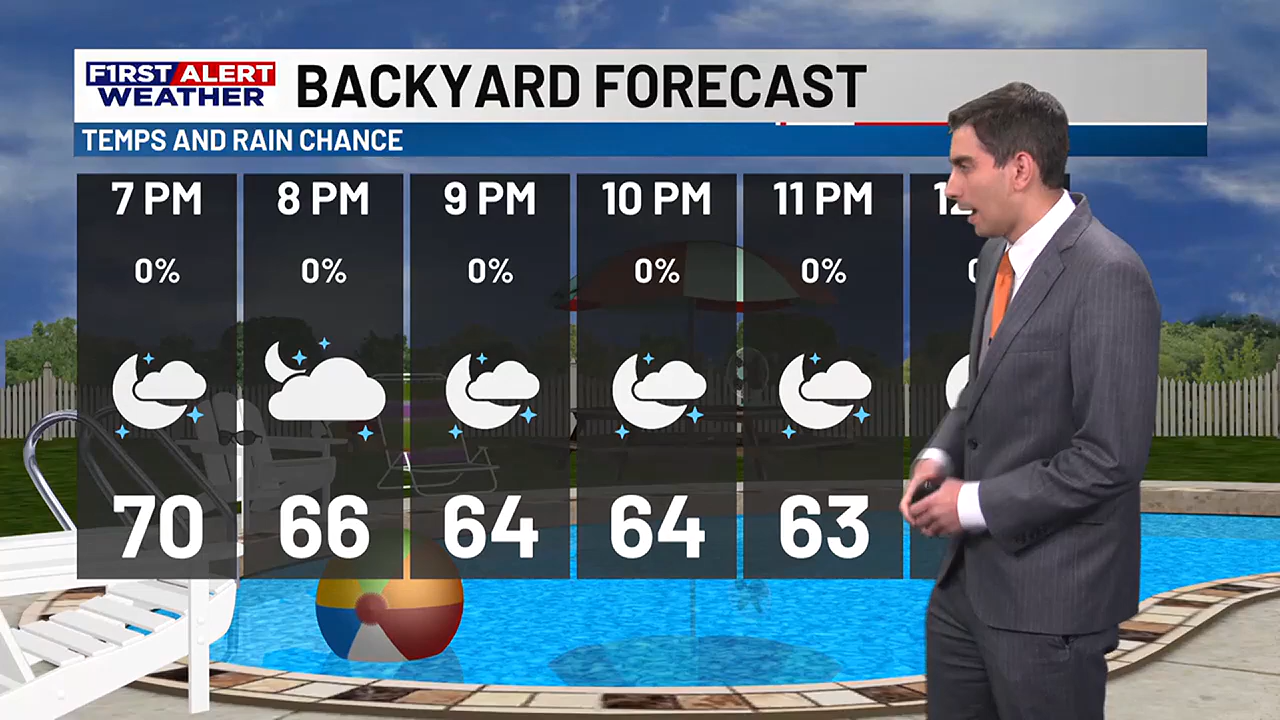 F1RST ALERT
WEATHER
BACKYARD FORECAST
TEMPS AND RAIN CHANCE
7 PM 8 PM 9 PM 10 PM 11 PM
0% 0% 0% 0% 0%
70 66 64 64 63